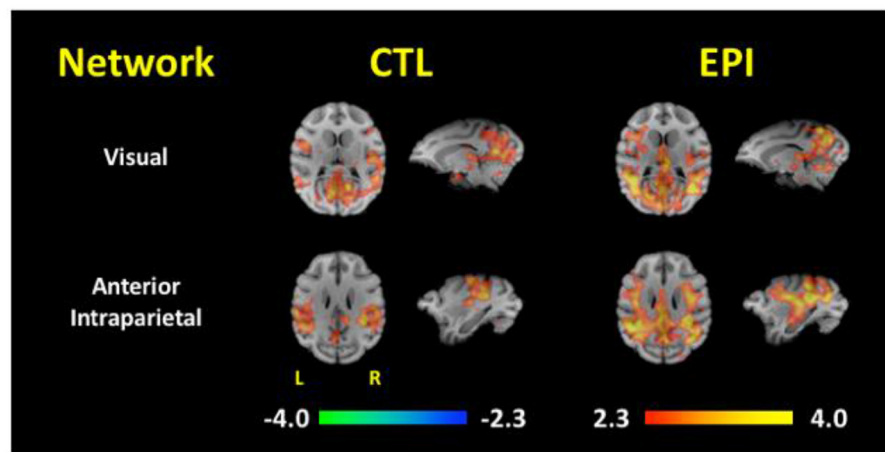 Network CTL EPI
Visual
Anterior
Intraparietal
L R
-4.0 -2.3 2.3 4.0